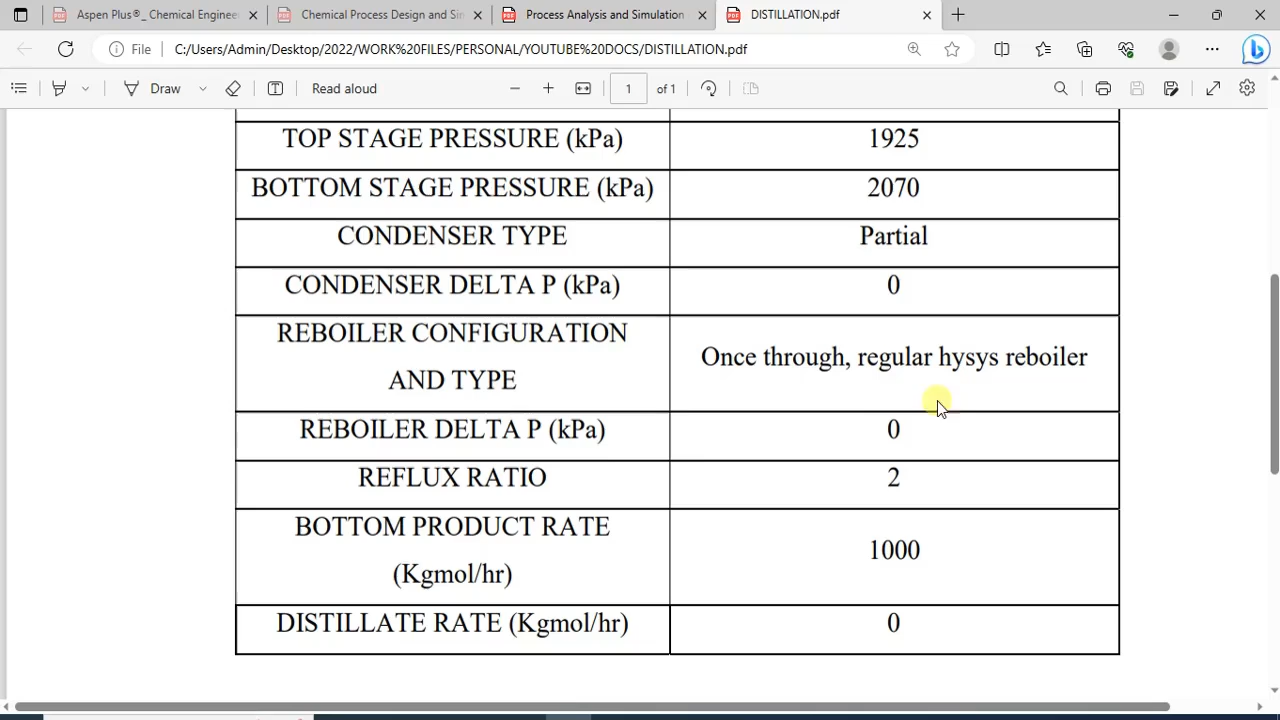 Aspen Plus®_ Chemical Enginee
Chemical Process Design and Sin
Process Analysis and Simulation
DISTILLATION.pdf
File
C:/Users/Admin/Desktop/2022/WORK%20FILES/PERSONAL/YOUTUBE%20DOCS/DISTILLATION.pdf
Draw
Read aloud
1
of 1
TOP STAGE PRESSURE (kPa)
1925
BOTTOM STAGE PRESSURE (kPa)
2070
CONDENSER TYPE
Partial
CONDENSER DELTA P (kPa)
0
REBOILER CONFIGURATION
AND TYPE
Once through, regular hysys reboiler
REBOILER DELTA P (kPa)
0
REFLUX RATIO
2
BOTTOM PRODUCT RATE
(Kgmol/hr)
1000
DISTILLATE RATE (Kgmol/hr)
0